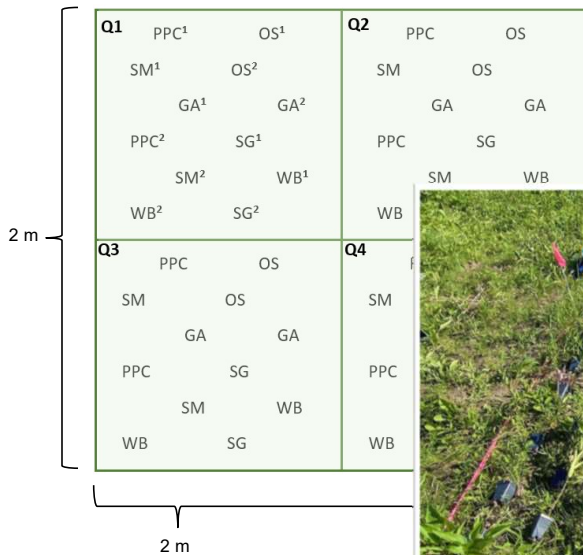 Q1
PPC¹ OS¹
SM¹ OS²
GA¹ GA²
PPC² SG¹
SM² WB¹
WB² SG²
Q2
PPC OS
SM OS
GA GA
PPC SG
SM WB
WB
2 m
Q3
PPC OS
SM OS
GA GA
PPC SG
SM WB
WB SG
Q4
SM
PPC
WB
2 m